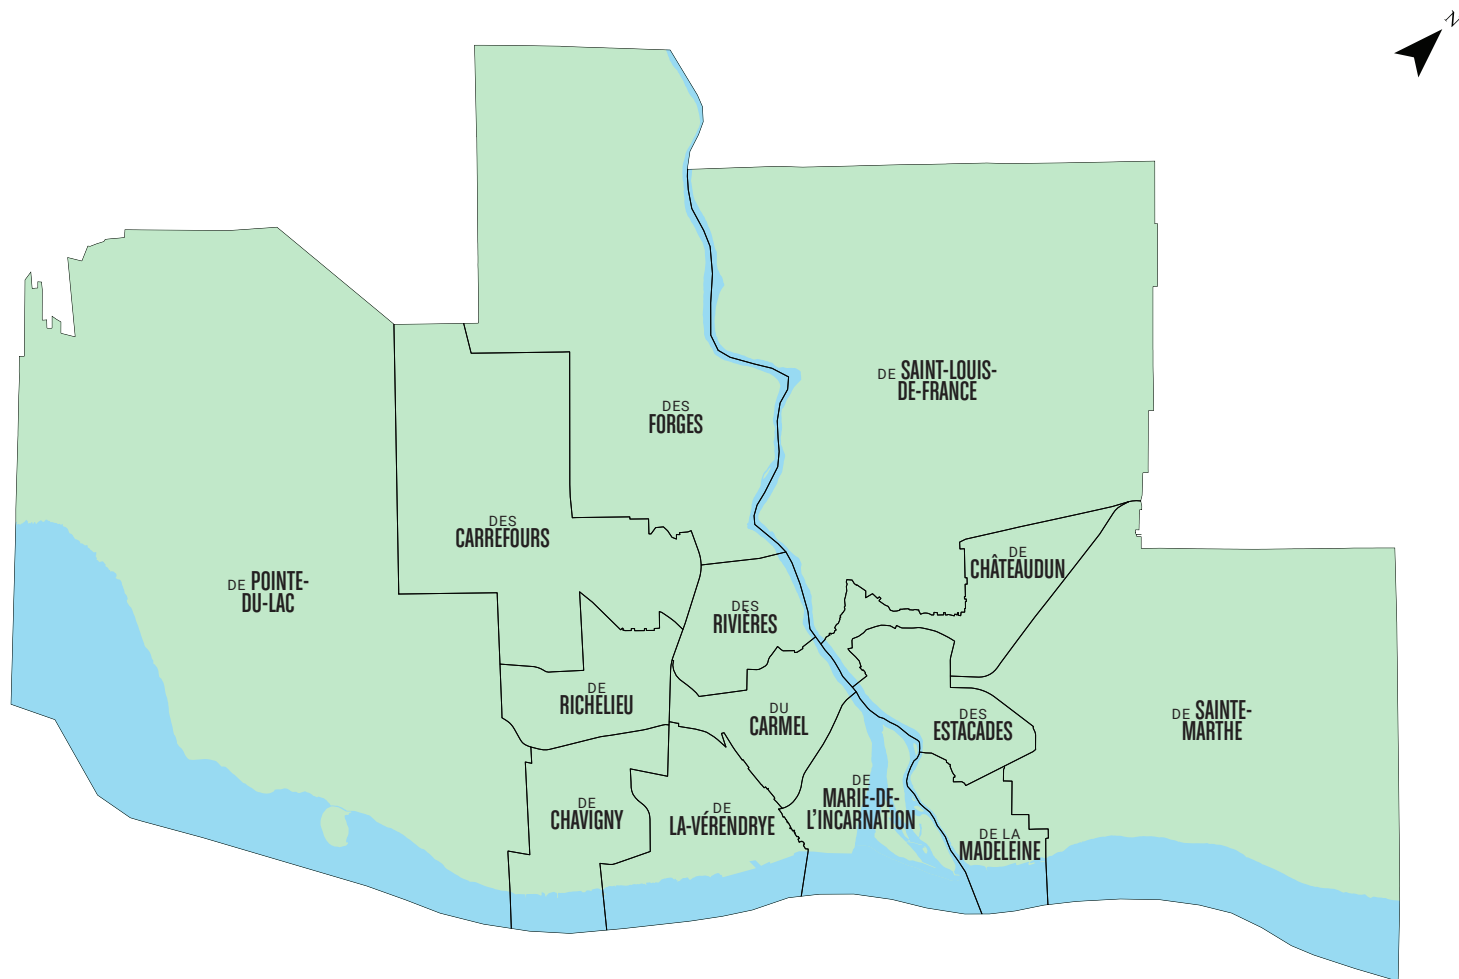 N
DE SAINT-LOUIS-
DE-FRANCE
DES
FORGES
DES
CARREFOURS
DE
CHÂTEAUDUN
DE POINTE-
DU-LAC
DES
RIVIÈRES
DE
RICHELIEU
DU
CARMEL
DES
ESTACADES
DE SAINTE-
MARTHE
DE
CHAVIGNY
DE
LA-VÉRENDRYE
DE
MARIE-DE-
L'INCARNATION
DE LA
MADELEINE